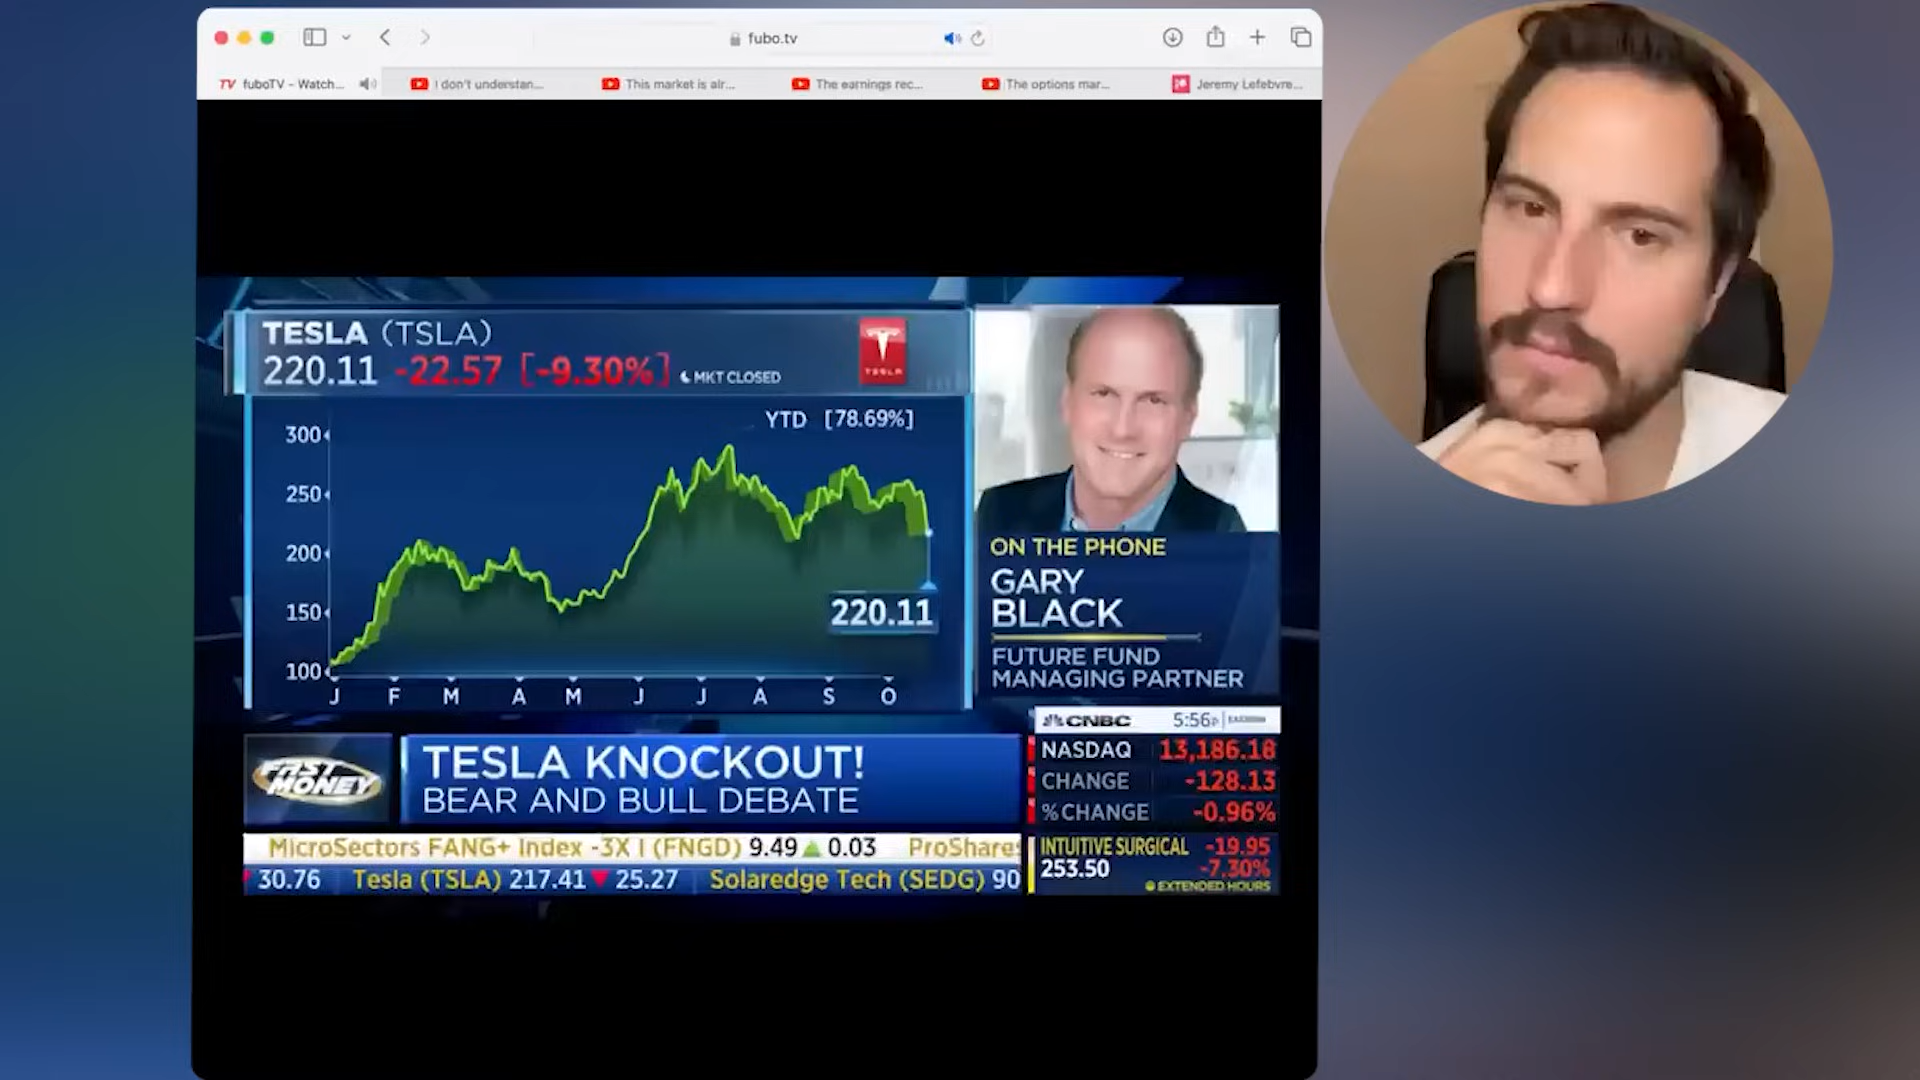 fubo.tv
TV fuboTV - Watch...
I don't understan...
This market is alr...
The earnings rec...
The options mar...
Jeremy Lefebvre...
TESLA (TSLA)
220.11 -22.57 [-9.30%] MKT CLOSED
TESLA
YTD [78.69%]
300
250
200
150
100
220.11
J F M A M J J A S O
ON THE PHONE
GARY
BLACK
FUTURE FUND
MANAGING PARTNER
FAST MONEY
TESLA KNOCKOUT!
BEAR AND BULL DEBATE
CNBC 5:56p EASTERN
NASDAQ 13,186.18
CHANGE -128.13
% CHANGE -0.96%
INTUITIVE SURGICAL -19.95
253.50 -7.30%
EXTENDED HOURS
MicroSectors FANG+ Index -3X I (FNGD) 9.49 ▲ 0.03 ProShares
30.76 Tesla (TSLA) 217.41 ▼ 25.27 Solaredge Tech (SEDG) 90